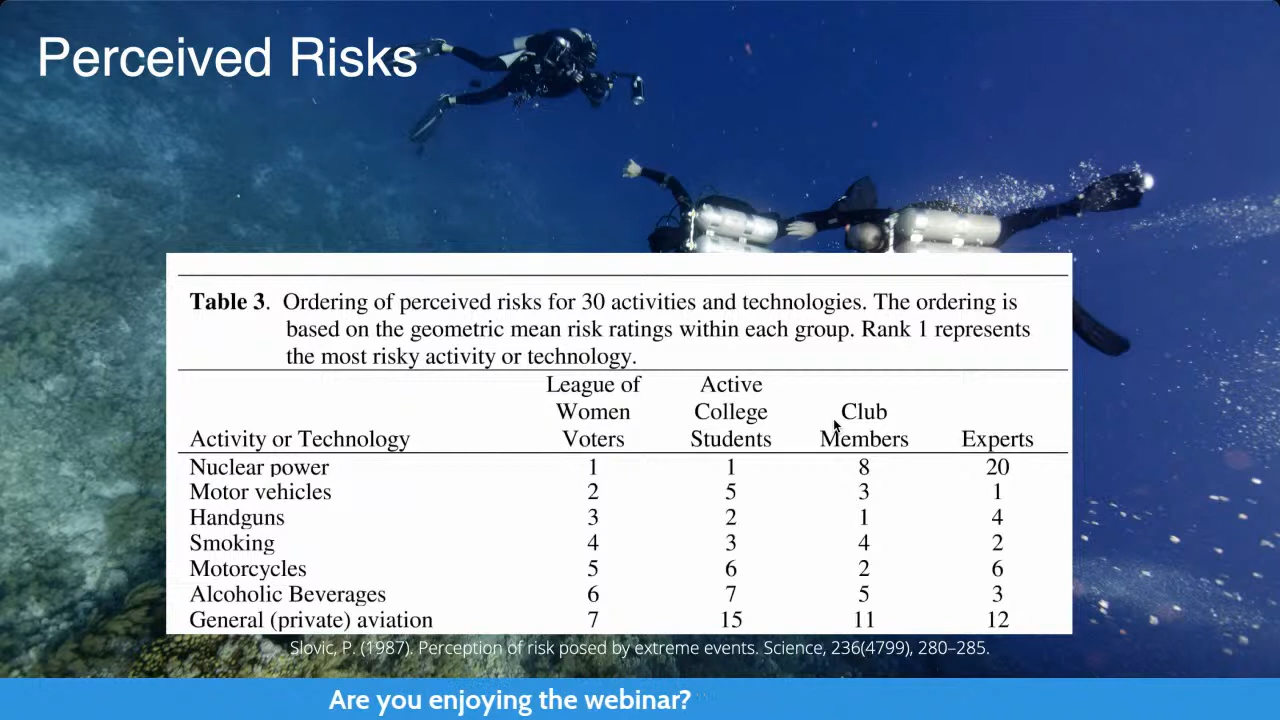 Perceived Risks
Table 3. Ordering of perceived risks for 30 activities and technologies. The ordering is
based on the geometric mean risk ratings within each group. Rank 1 represents
the most risky activity or technology.
League of Active
Women College Club
Activity or Technology Voters Students Members Experts
Nuclear power 1 1 8 20
Motor vehicles 2 5 3 1
Handguns 3 2 1 4
Smoking 4 3 4 2
Motorcycles 5 6 2 6
Alcoholic Beverages 6 7 5 3
General (private) aviation 7 15 11 12
Slovic, P. (1987). Perception of risk posed by extreme events. Science, 236(4799), 280–285.
Are you enjoying the webinar?